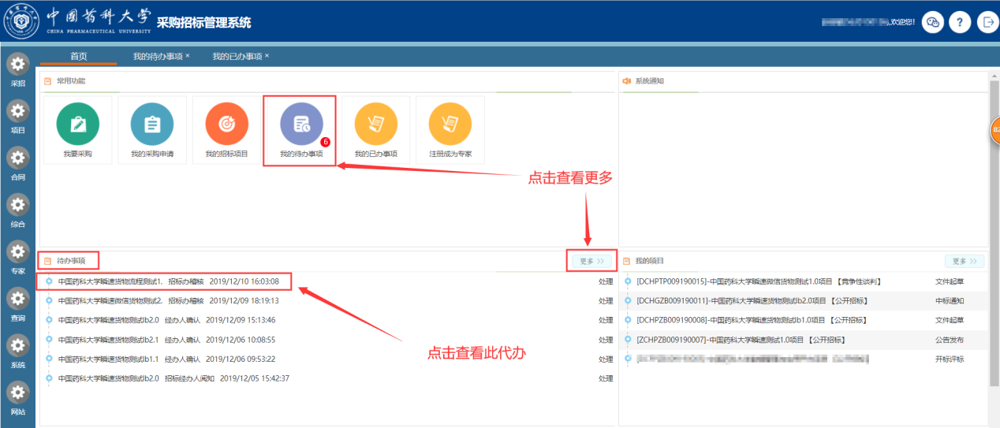 中国药科大学
CHINA PHARMACEUTICAL UNIVERSITY
采购招标管理系统
,欢迎您!
?
首页 我的待办事项 × 我的已办事项 ×
采招
项目
合同
综合
专家
查询
系统
网站
常用功能
我要采购 我的采购申请 我的招标项目 我的待办事项 6 我的已办事项 注册成为专家
点击查看更多
系统通知
82
待办事项 更多 >>
中国药科大学瞬速货物流程测试1. 招标办稽核 2019/12/10 16:03:08 处理
中国药科大学瞬速微信货物测试2. 招标办稽核 2019/12/09 18:19:13 处理
中国药科大学瞬速货物测试lb2.0 经办人确认 2019/12/09 15:13:46 处理
中国药科大学瞬速货物测试lb2.1 经办人确认 2019/12/06 10:08:55 处理
中国药科大学瞬速货物测试lb1.1 经办人确认 2019/12/06 09:53:22 处理
中国药科大学瞬速货物测试lb2.0 招标经办人阅知 2019/12/05 15:42:37 处理
点击查看此代办
我的项目 更多 >>
[DCHPTP009190015]-中国药科大学瞬速微信货物测试1.0项目 【竞争性谈判】 文件起草
[DCHGZB009190011]-中国药科大学瞬速货物测试lb2.0项目 【公开招标】 中标通知
[DCHPZB009190008]-中国药科大学瞬速货物测试lb1.0项目 【公开招标】 文件起草
[ZCHPZB009190007]-中国药科大学瞬速测试1.0项目 【公开招标】 公告发布
开标评标